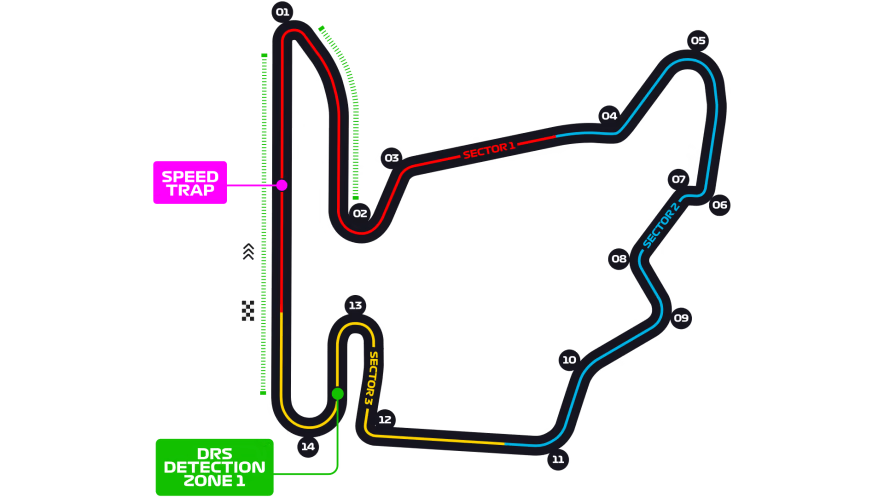 01
05
04
SECTOR 1
03
SPEED
TRAP
07
06
02
SECTOR 2
08
13
09
10
SECTOR 3
12
14
11
DRS
DETECTION
ZONE 1